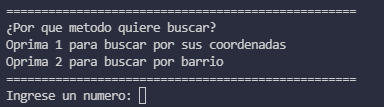 ==================================================
¿Por que metodo quiere buscar?
Oprima 1 para buscar por sus coordenadas
Oprima 2 para buscar por barrio
==================================================
Ingrese un numero: